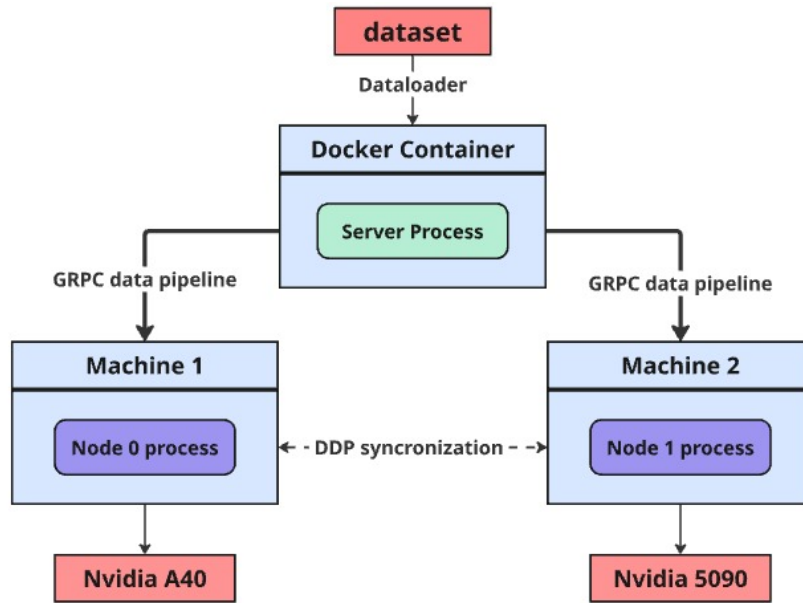 dataset
Dataloader
Docker Container
Server Process
GRPC data pipeline
GRPC data pipeline
Machine 1
Machine 2
Node 0 process
DDP syncronization
Node 1 process
Nvidia A40
Nvidia 5090